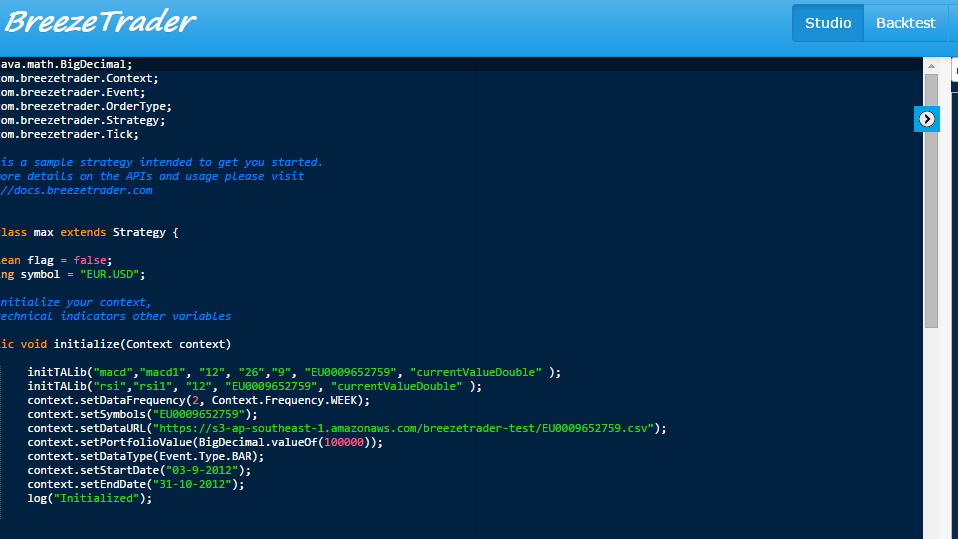 BreezeTrader
Studio
Backtest
ava.math.BigDecimal;
om.breezetrader.Context;
om.breezetrader.Event;
om.breezetrader.OrderType;
om.breezetrader.Strategy;
om.breezetrader.Tick;
is a sample strategy intended to get you started.
ore details on the APIs and usage please visit
//docs.breezetrader.com
lass max extends Strategy {
ean flag = false;
ng symbol = "EUR.USD";
nitialize your context,
echnical indicators other variables
ic void initialize(Context context)
initTALib("macd","macd1", "12", "26","9", "EU0009652759", "currentValueDouble" );
initTALib("rsi","rsi1", "12", "EU0009652759", "currentValueDouble" );
context.setDataFrequency(2, Context.Frequency.WEEK);
context.setSymbols("EU0009652759");
context.setDataURL("https://s3-ap-southeast-1.amazonaws.com/breezetrader-test/EU0009652759.csv");
context.setPortfolioValue(BigDecimal.valueOf(100000));
context.setDataType(Event.Type.BAR);
context.setStartDate("03-9-2012");
context.setEndDate("31-10-2012");
log("Initialized");